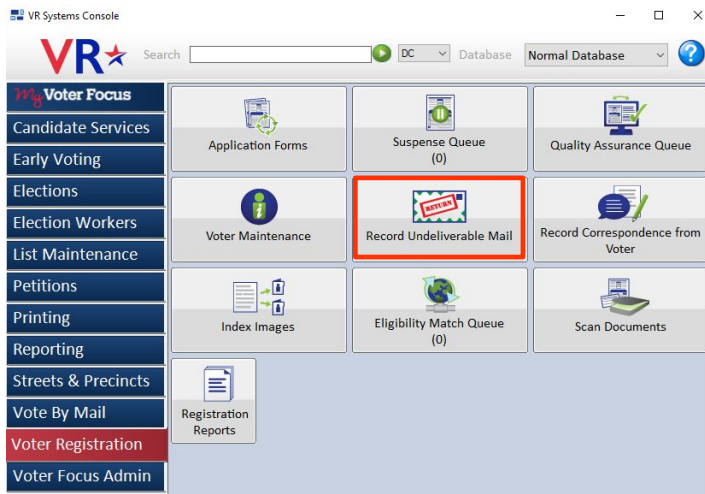 VR Systems Console
VR
Search
DC
Database
Normal Database
?
My Voter Focus
Candidate Services
Early Voting
Elections
Election Workers
List Maintenance
Petitions
Printing
Reporting
Streets & Precincts
Vote By Mail
Voter Registration
Voter Focus Admin
Application Forms
Suspense Queue
(0)
Quality Assurance Queue
i
Voter Maintenance
RETURN
Record Undeliverable Mail
Record Correspondence from
Voter
Index Images
Eligibility Match Queue
(0)
Scan Documents
Registration
Reports